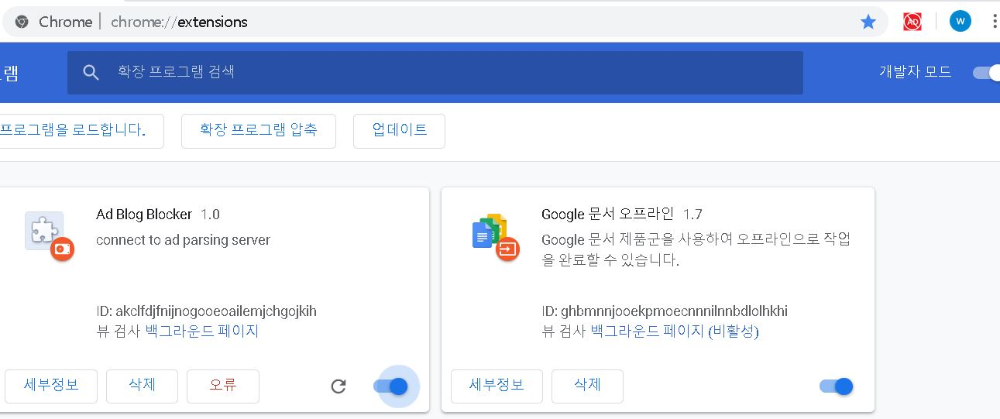 Chrome | chrome://extensions
AD
W
램
확장 프로그램 검색
개발자 모드
프로그램을 로드합니다.
확장 프로그램 압축
업데이트
Ad Blog Blocker 1.0
connect to ad parsing server
ID: akclfdjfnijnogooeoailemjchgojkih
뷰 검사 백그라운드 페이지
세부정보
삭제
오류
Google 문서 오프라인 1.7
Google 문서 제품군을 사용하여 오프라인으로 작업
을 완료할 수 있습니다.
ID: ghbmnnjooekpmoecnnnilnnbdlolhkhi
뷰 검사 백그라운드 페이지 (비활성)
세부정보
삭제